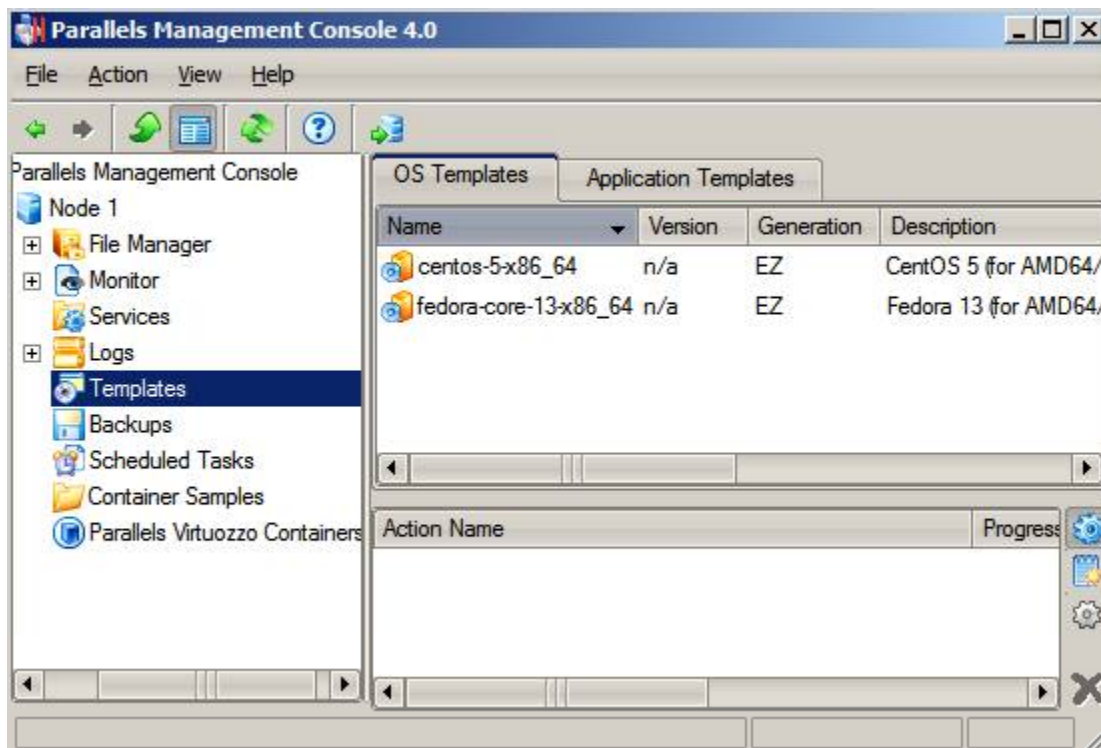 Parallels Management Console 4.0
File Action View Help
Parallels Management Console
Node 1
File Manager
Monitor
Services
Logs
Templates
Backups
Scheduled Tasks
Container Samples
Parallels Virtuozzo Containers
OS Templates Application Templates
Name Version Generation Description
centos-5-x86_64 n/a EZ CentOS 5 (for AMD64/
fedora-core-13-x86_64 n/a EZ Fedora 13 (for AMD64/
Action Name Progress